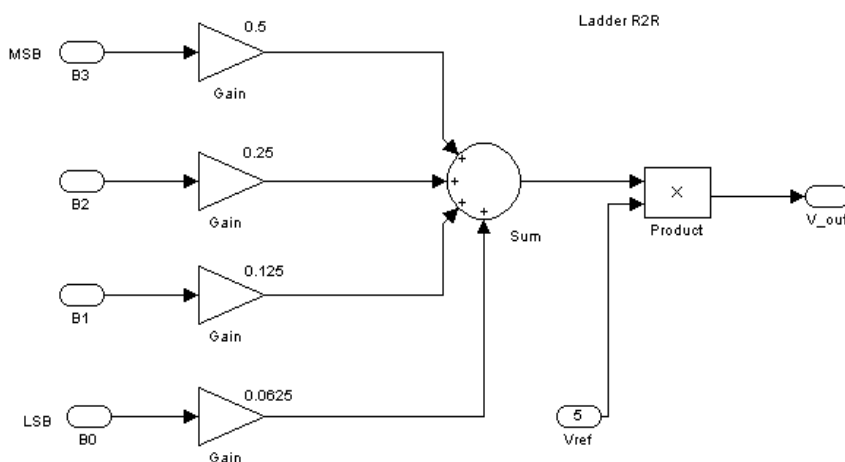 Ladder R2R
0.5
MSB
B3
Gain
0.25
+
+
B2
+
+
Gain
Sum
×
Product
V_out
0.125
B1
Gain
0.0625
LSB
B0
5
Vref
Gain